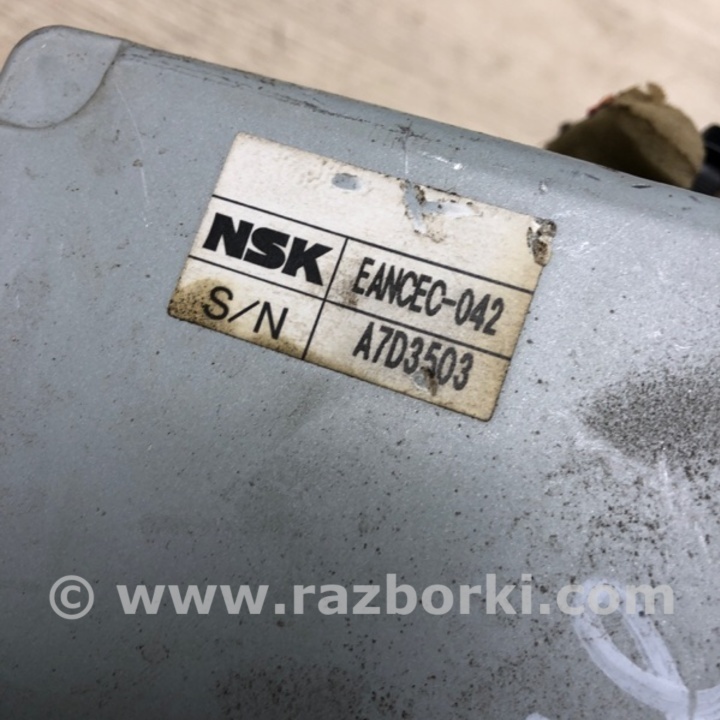 NSK EANCEC-042
S/N A7D3503
© www.razborki.com